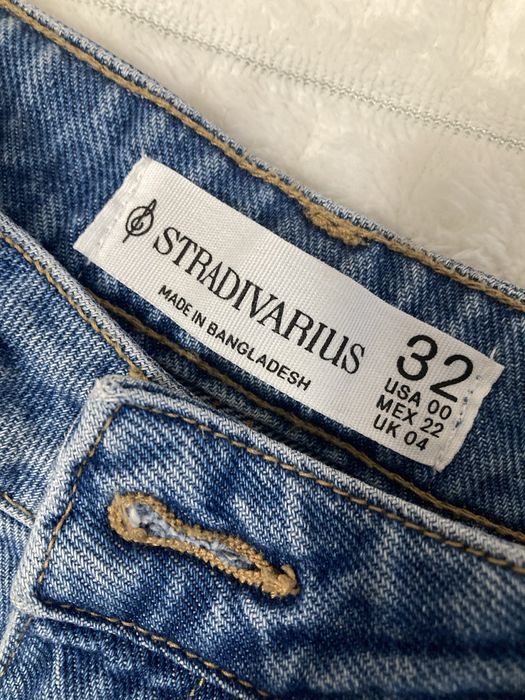 STRADIVARIUS
MADE IN BANGLADESH
32
USA 00
MEX 22
UK 04